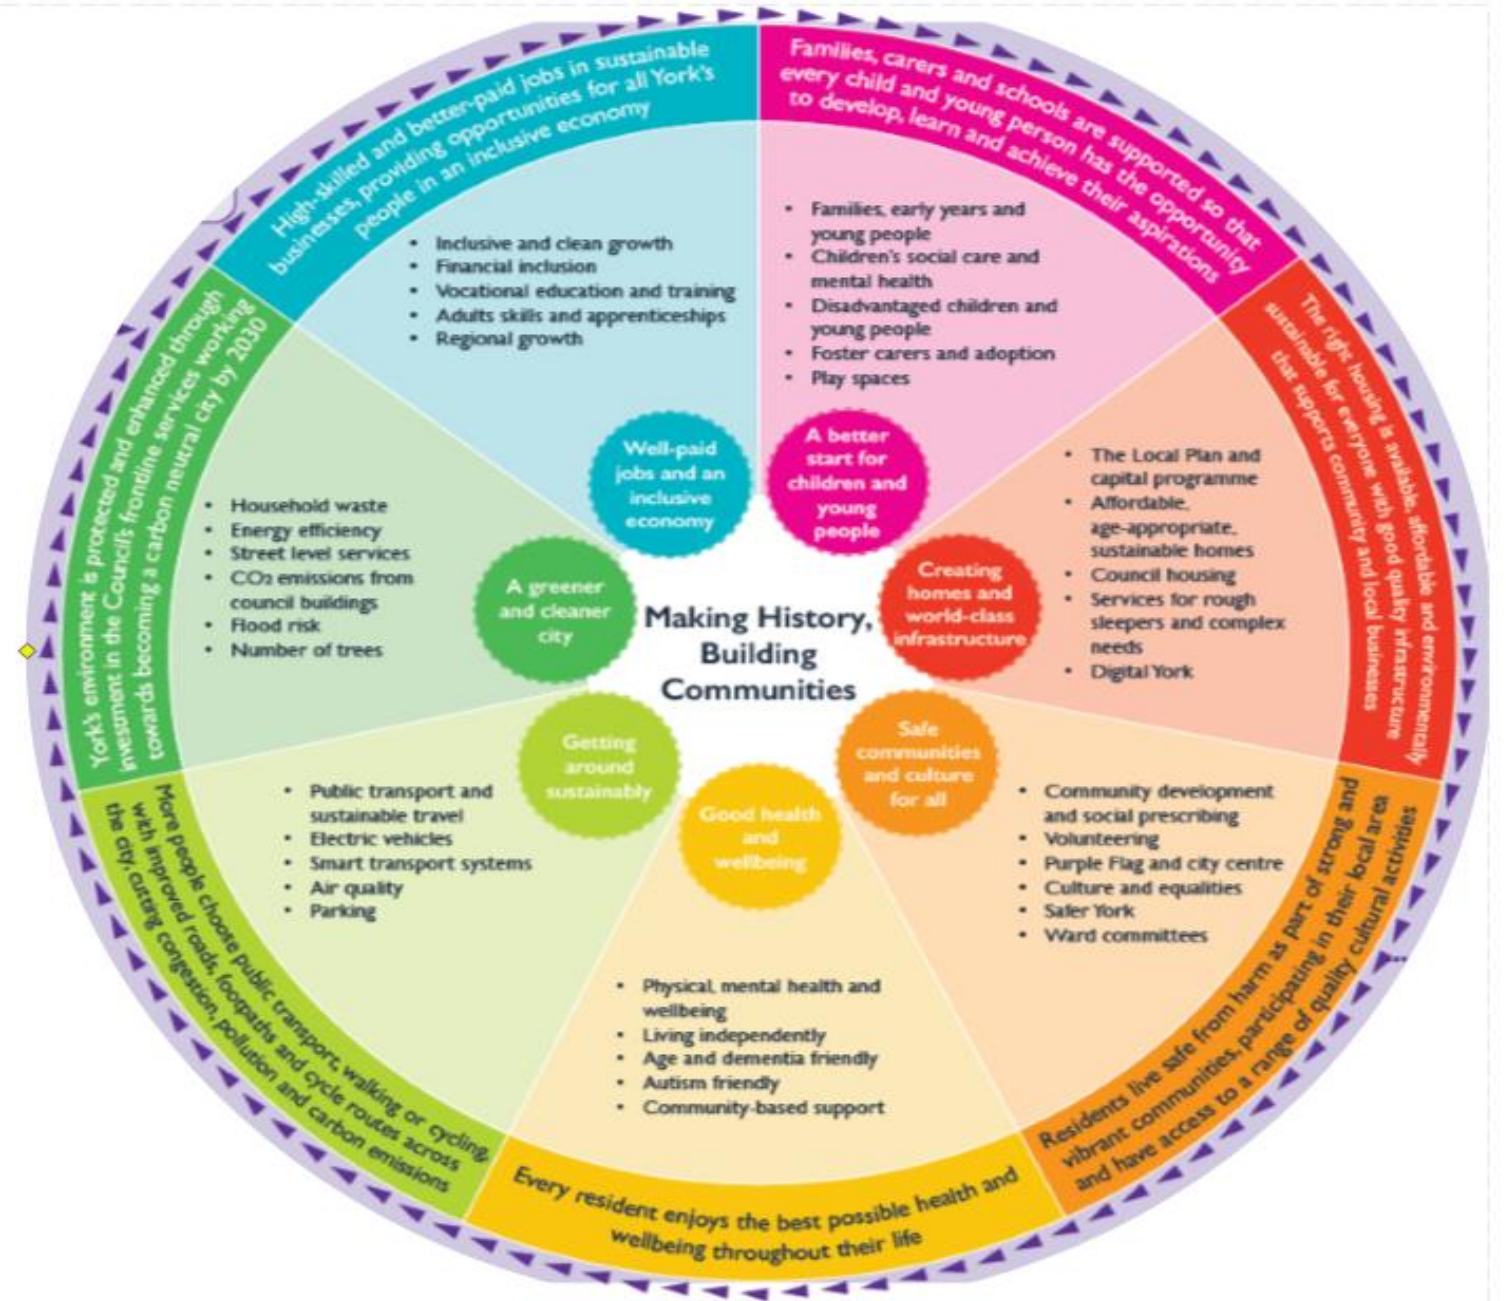 Making History,
Building
Communities
High-skilled and better-paid jobs in sustainable
businesses, providing opportunities for all York's
people in an inclusive economy
• Inclusive and clean growth
• Financial inclusion
• Vocational education and training
• Adults skills and apprenticeships
• Regional growth
Well-paid
jobs and an
inclusive
economy
Families, carers and schools are supported so that
every child and young person has the opportunity
to develop, learn and achieve their aspirations
• Families, early years and
young people
• Children's social care and
mental health
• Disadvantaged children and
young people
• Foster carers and adoption
• Play spaces
A better
start for
children and
young
people
The right housing is available, affordable and environmentally
sustainable for everyone with good quality infrastructure
that supports community and local businesses
• The Local Plan and
capital programme
• Affordable,
age-appropriate,
sustainable homes
• Council housing
• Services for rough
sleepers and complex
needs
• Digital York
Creating
homes and
world-class
infrastructure
Residents live safe from harm as part of strong and
vibrant communities, participating in their local area
and have access to a range of quality cultural activities
• Community development
and social prescribing
• Volunteering
• Purple Flag and city centre
• Culture and equalities
• Safer York
• Ward committees
Safe
communities
and culture
for all
Every resident enjoys the best possible health and
wellbeing throughout their life
• Physical, mental health and
wellbeing
• Living independently
• Age and dementia friendly
• Autism friendly
• Community-based support
Good health
and
wellbeing
More people choose public transport, walking or cycling,
with improved roads, footpaths and cycle routes across
the city, cutting congestion, pollution and carbon emissions
• Public transport and
sustainable travel
• Electric vehicles
• Smart transport systems
• Air quality
• Parking
Getting
around
sustainably
York's environment is protected and enhanced through
investment in the Council's frontline services working
towards becoming a carbon neutral city by 2030
• Household waste
• Energy efficiency
• Street level services
• CO2 emissions from
council buildings
• Flood risk
• Number of trees
A greener
and cleaner
city